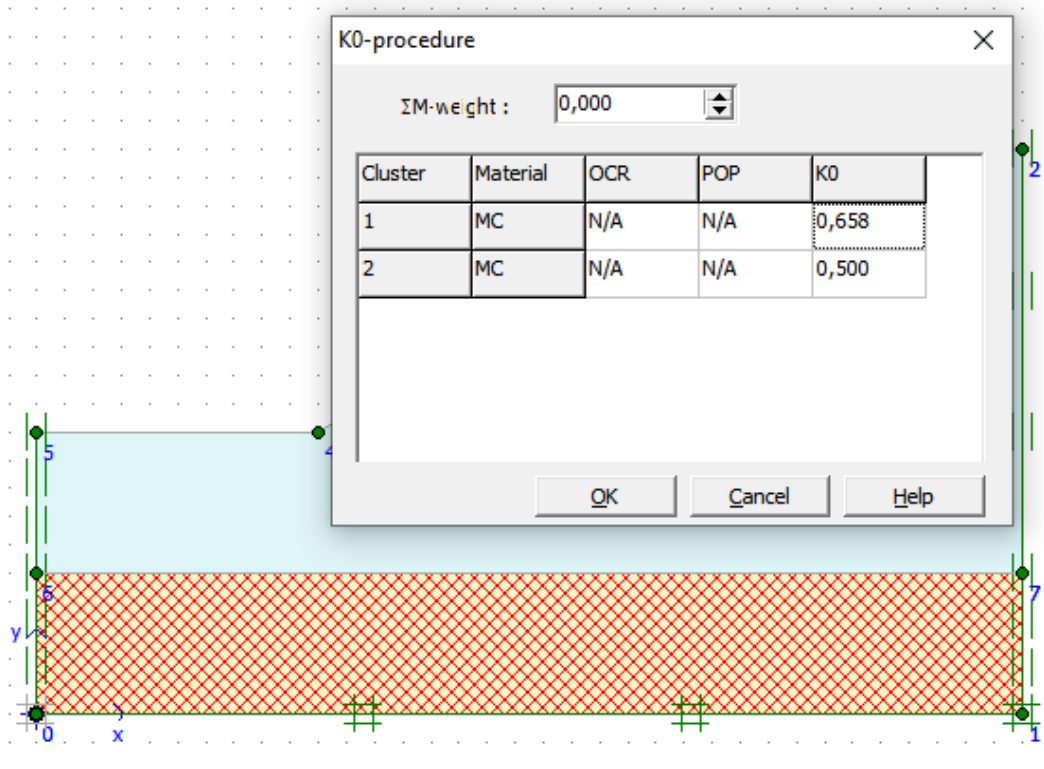 K0-procedure
ΣM-weight : 0,000
Cluster Material OCR POP K0
1 MC N/A N/A 0,658
2 MC N/A N/A 0,500
OK Cancel Help
2
5
4
6
7
y
0
x
1